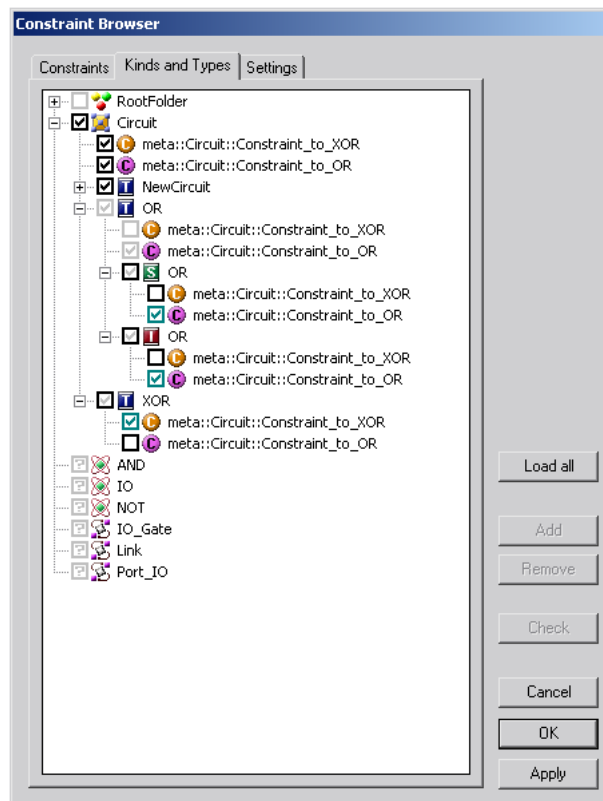 Constraint Browser
Constraints Kinds and Types Settings
RootFolder
Circuit
C meta::Circuit::Constraint_to_XOR
C meta::Circuit::Constraint_to_OR
T NewCircuit
T OR
C meta::Circuit::Constraint_to_XOR
C meta::Circuit::Constraint_to_OR
S OR
C meta::Circuit::Constraint_to_XOR
C meta::Circuit::Constraint_to_OR
I OR
C meta::Circuit::Constraint_to_XOR
C meta::Circuit::Constraint_to_OR
T XOR
C meta::Circuit::Constraint_to_XOR
C meta::Circuit::Constraint_to_OR
? AND
? IO
? NOT
? IO_Gate
? Link
? Port_IO
Load all
Add
Remove
Check
Cancel
OK
Apply